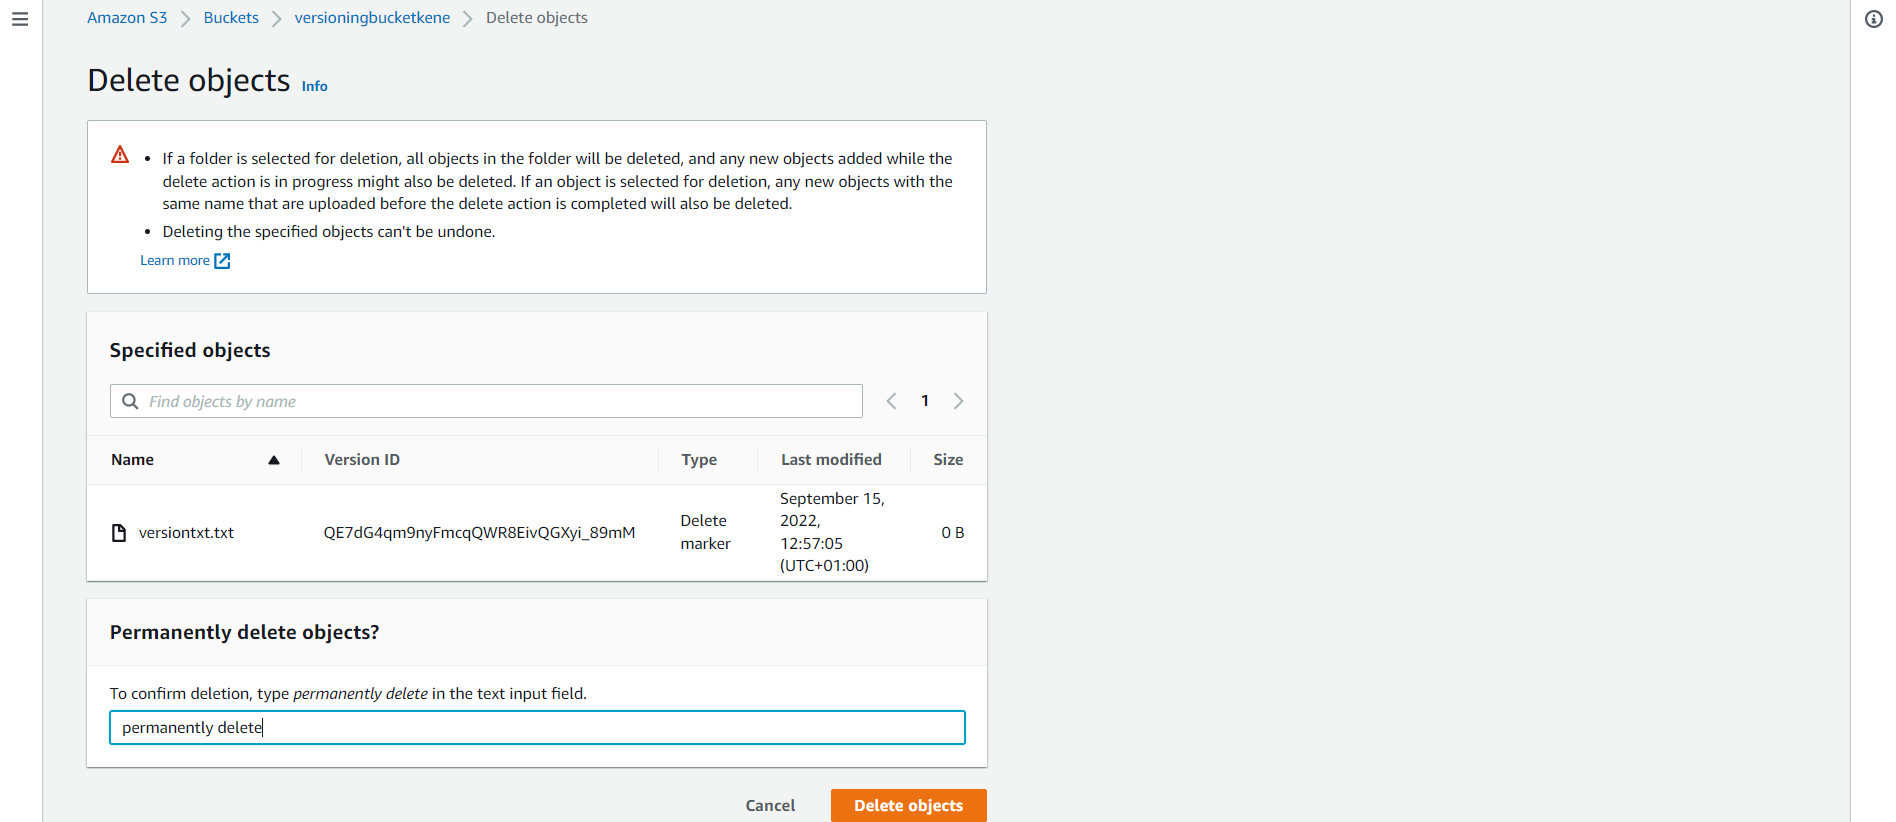 Amazon S3 Buckets versioningbucketkene Delete objects
Delete objects Info
If a folder is selected for deletion, all objects in the folder will be deleted, and any new objects added while the
delete action is in progress might also be deleted. If an object is selected for deletion, any new objects with the
same name that are uploaded before the delete action is completed will also be deleted.
Deleting the specified objects can't be undone.
Learn more
Specified objects
Find objects by name 1
Name Version ID Type Last modified Size
versiontxt.txt QE7dG4qm9nyFmcqQWR8EivQGXyi_89mM Delete marker September 15, 2022, 12:57:05 (UTC+01:00) 0 B
Permanently delete objects?
To confirm deletion, type permanently delete in the text input field.
permanently delete
Cancel Delete objects